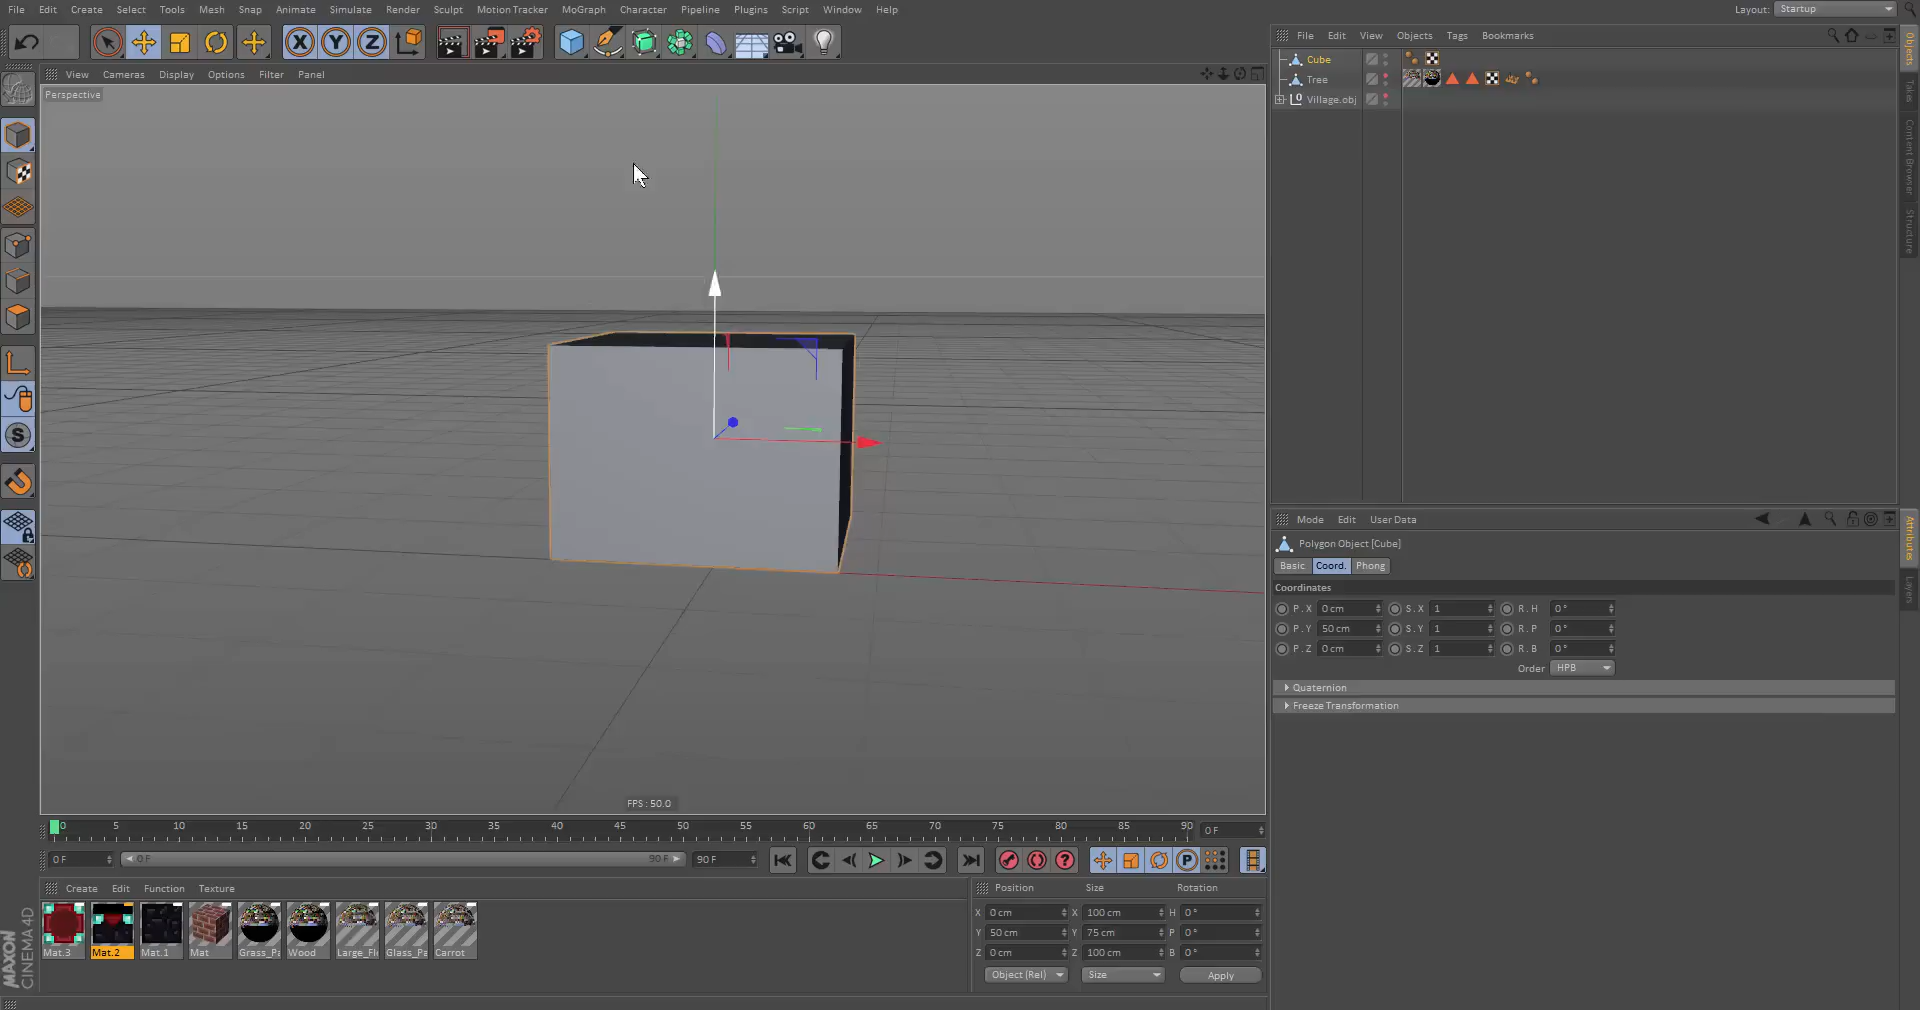 File Edit Create Select Tools Mesh Snap Animate Simulate Render Sculpt Motion Tracker MoGraph Character Pipeline Plugins Script Window Help
Layout: Startup
View Cameras Display Options Filter Panel
Perspective
FPS : 50.0
0 5 10 15 20 25 30 35 40 45 50 55 60 65 70 75 80 85 90
0 F
0 F 0 F 90 F 90 F
Create Edit Function Texture
Mat.3 Mat.2 Mat.1 Mat Grass_Pa Wood Large_Fle Glass_Pa Carrot
MAXON
CINEMA 4D
Position Size Rotation
X 0 cm X 100 cm H 0 °
Y 50 cm Y 75 cm P 0 °
Z 0 cm Z 100 cm B 0 °
Object (Rel) Size Apply
File Edit View Objects Tags Bookmarks
Cube
Tree
Village.obj
Objects
Takes
Content Browser
Structure
Mode Edit User Data
Polygon Object [Cube]
Basic Coord. Phong
Coordinates
P . X 0 cm S . X 1 R . H 0 °
P . Y 50 cm S . Y 1 R . P 0 °
P . Z 0 cm S . Z 1 R . B 0 °
Order HPB
Quaternion
Freeze Transformation
Attributes
Layers